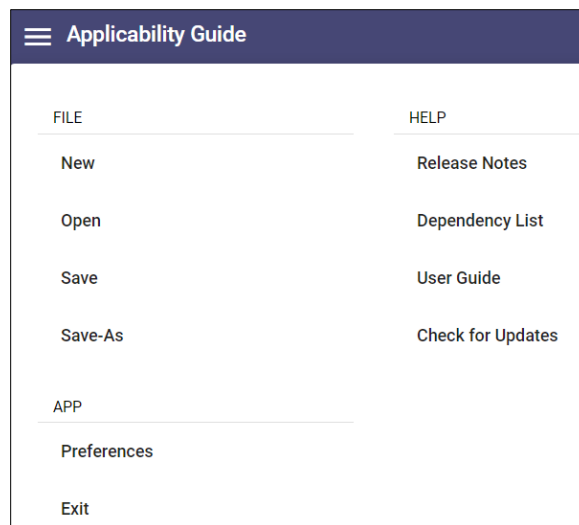 Applicability Guide
FILE
New
Open
Save
Save-As
APP
Preferences
Exit
HELP
Release Notes
Dependency List
User Guide
Check for Updates